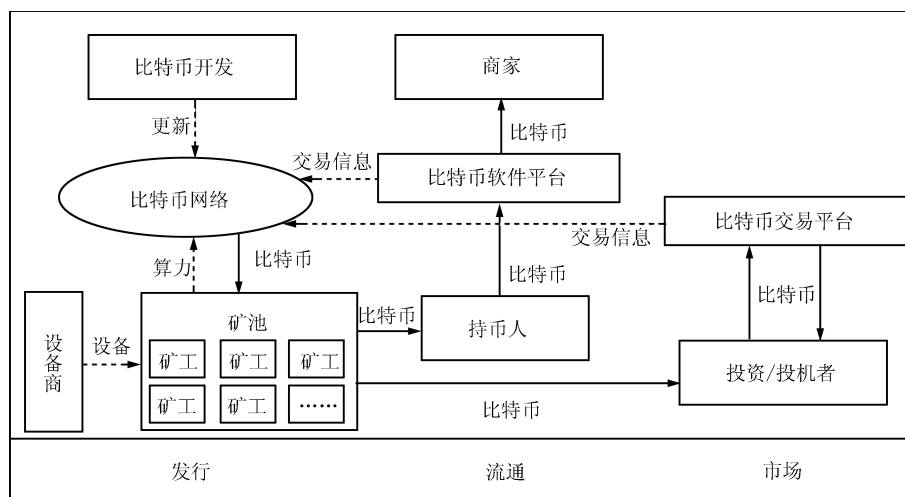 比特币开发
商家
更新
比特币
交易信息
比特币软件平台
比特币网络
比特币交易平台
交易信息
算力
比特币
比特币
比特币
比特币
设备商
设备
矿池
比特币
持币人
矿工
矿工
矿工
矿工
矿工
……
投资/投机者
比特币
发行
流通
市场